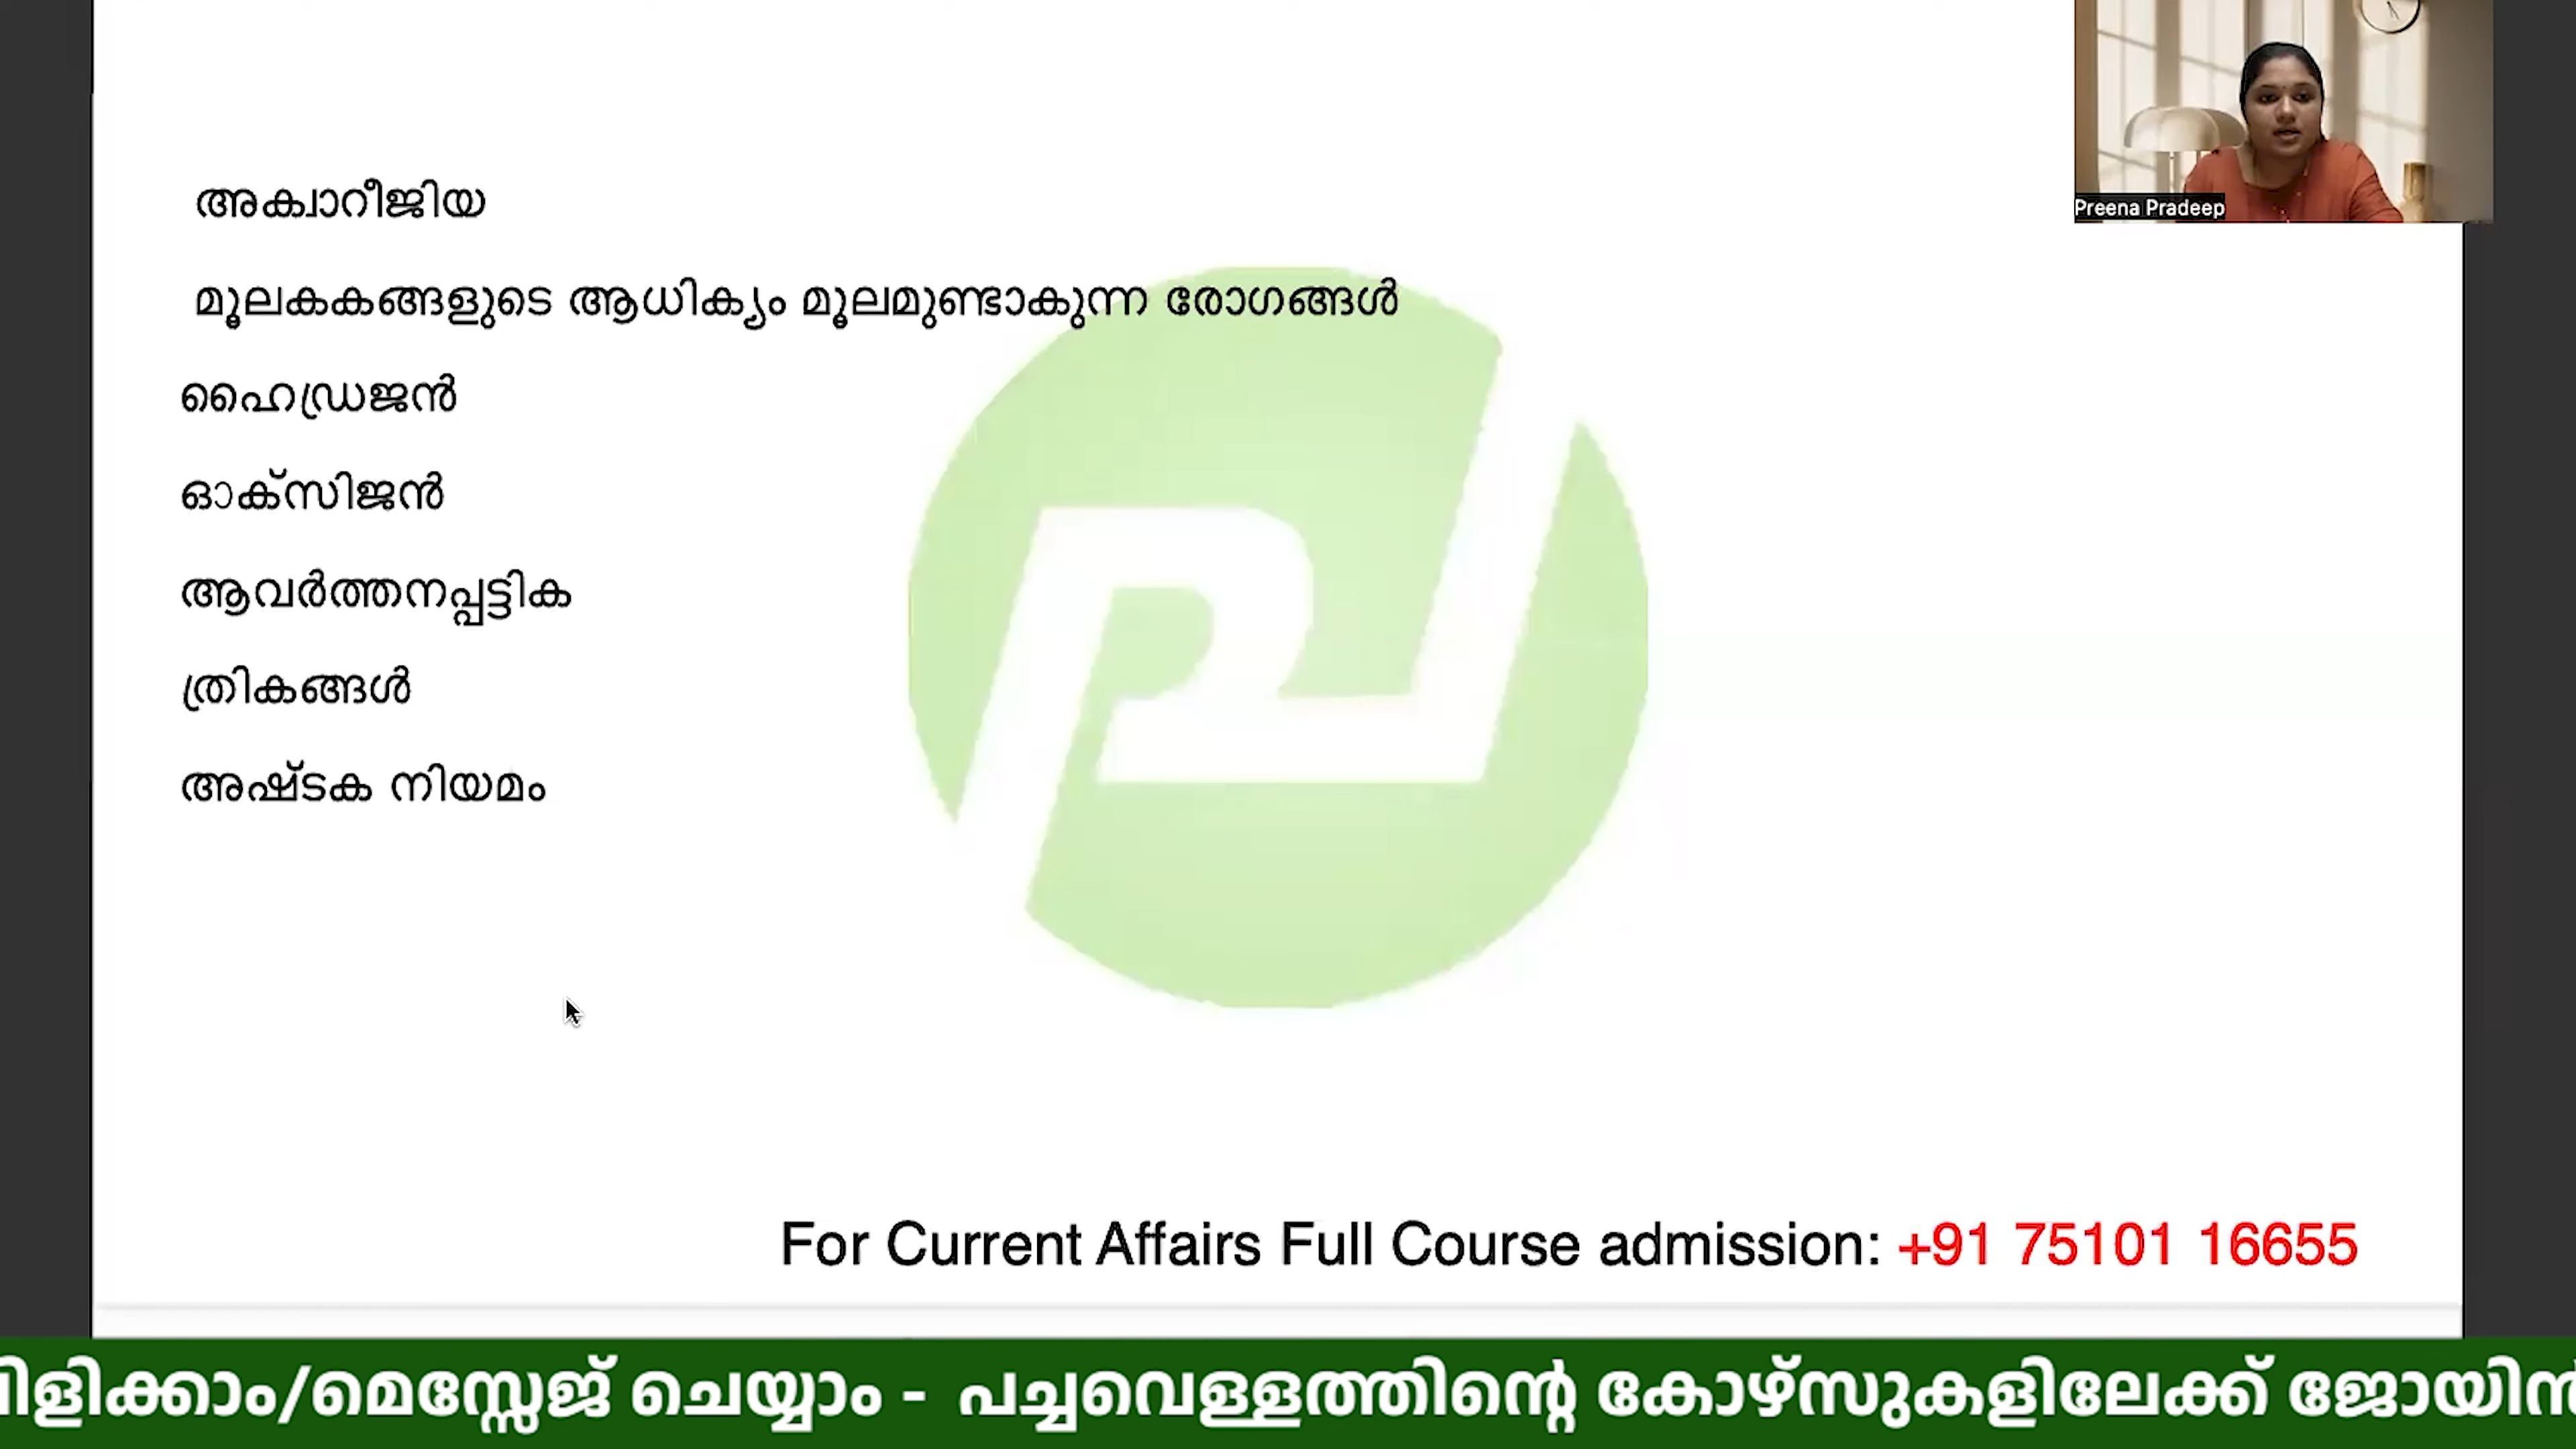 Preena Pradeep
അക്വാറീജിയ
മൂലകകങ്ങളുടെ ആധിക്യം മൂലമുണ്ടാകുന്ന രോഗങ്ങൾ
ഹൈഡ്രജൻ
ഓക്സിജൻ
ആവർത്തനപ്പട്ടിക
ത്രികങ്ങൾ
അഷ്ടക നിയമം
For Current Affairs Full Course admission: +91 75101 16655
ിളിക്കാം/മെസ്സേജ് ചെയ്യാം - പച്ചവെള്ളത്തിന്റെ കോഴ്സുകളിലേക്ക്